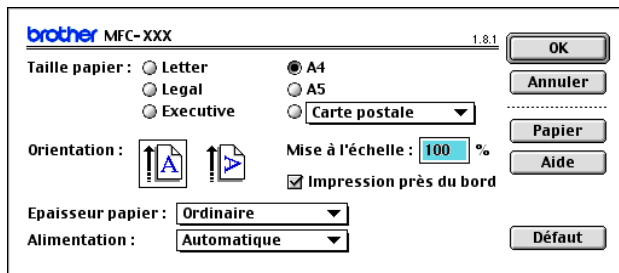 brother MFC-XXX 1.8.1 OK
Taille papier : Letter A4 Annuler
Legal A5
Executive Carte postale Papier
Orientation : A A Mise à l'échelle : 100 % Aide
Impression près du bord
Epaisseur papier : Ordinaire
Alimentation : Automatique Défaut